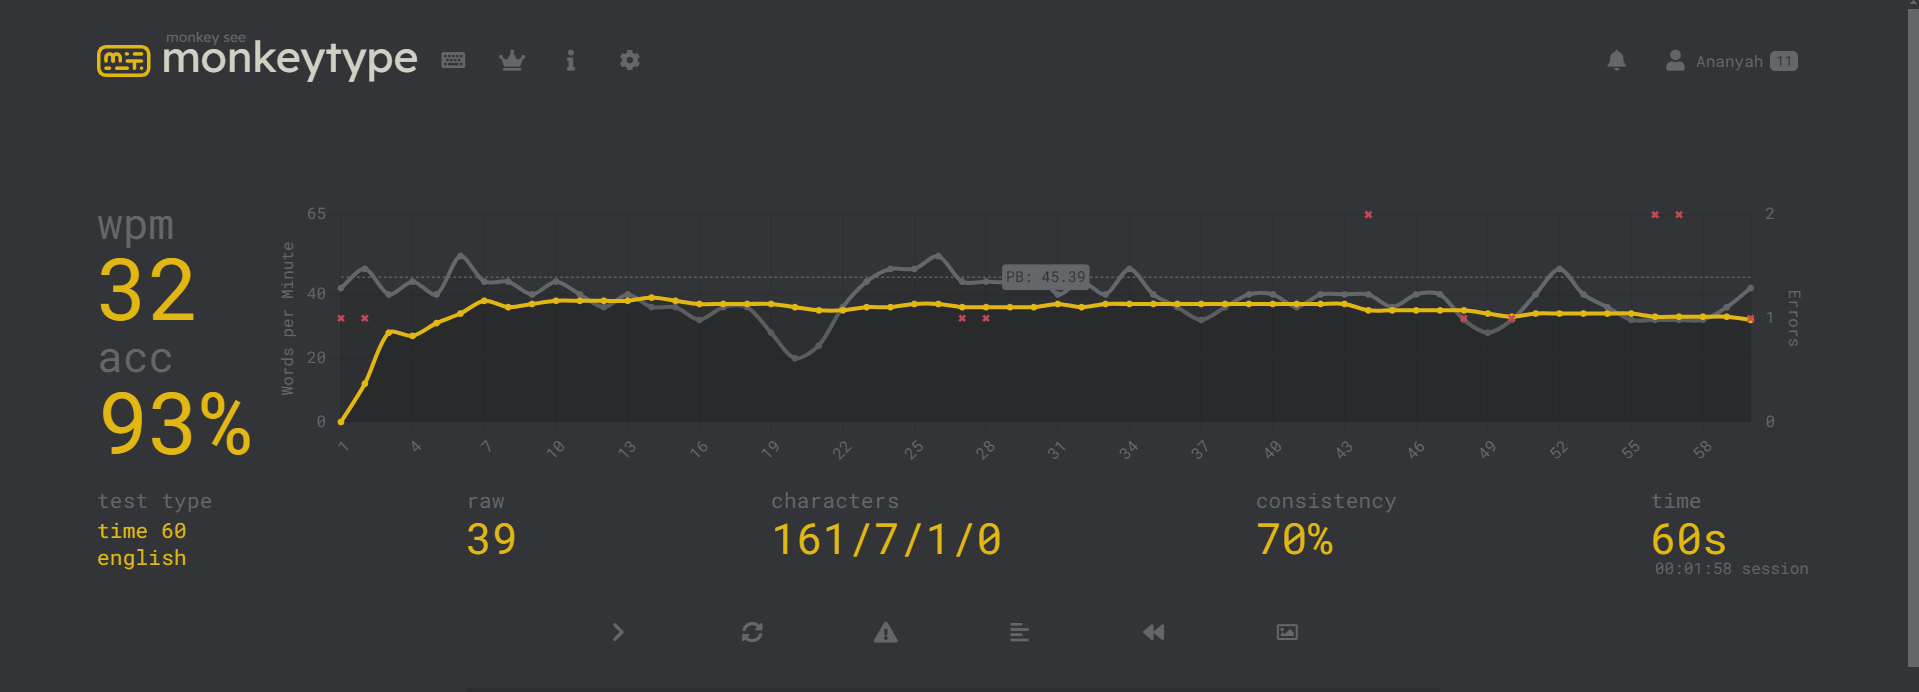 monkey see
monkeytype
Ananyah 11
wpm
32
acc
93%
Words per Minute
65
40
20
0
PB: 45.39
2
1
0
Errors
1 4 7 10 13 16 19 22 25 28 31 34 37 40 43 46 49 52 55 58
test type
time 60
english
raw
39
characters
161/7/1/0
consistency
70%
time
60s
00:01:58 session